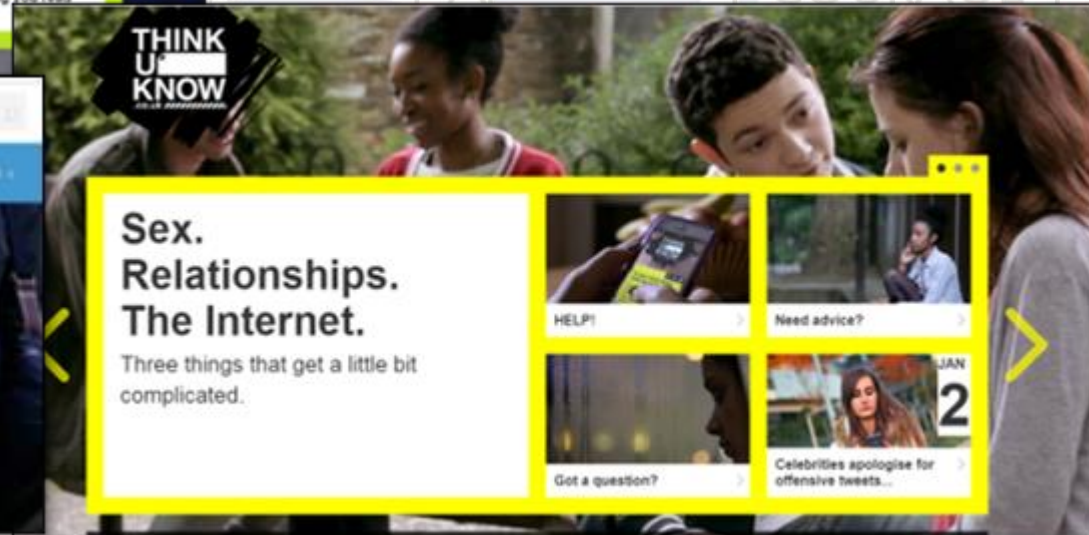 THINK
U
KNOW
.co.uk
Sex.
Relationships.
The Internet.
Three things that get a little bit
complicated.
HELP!
Need advice?
Got a question?
JAN
2
Celebrities apologise for
offensive tweets...